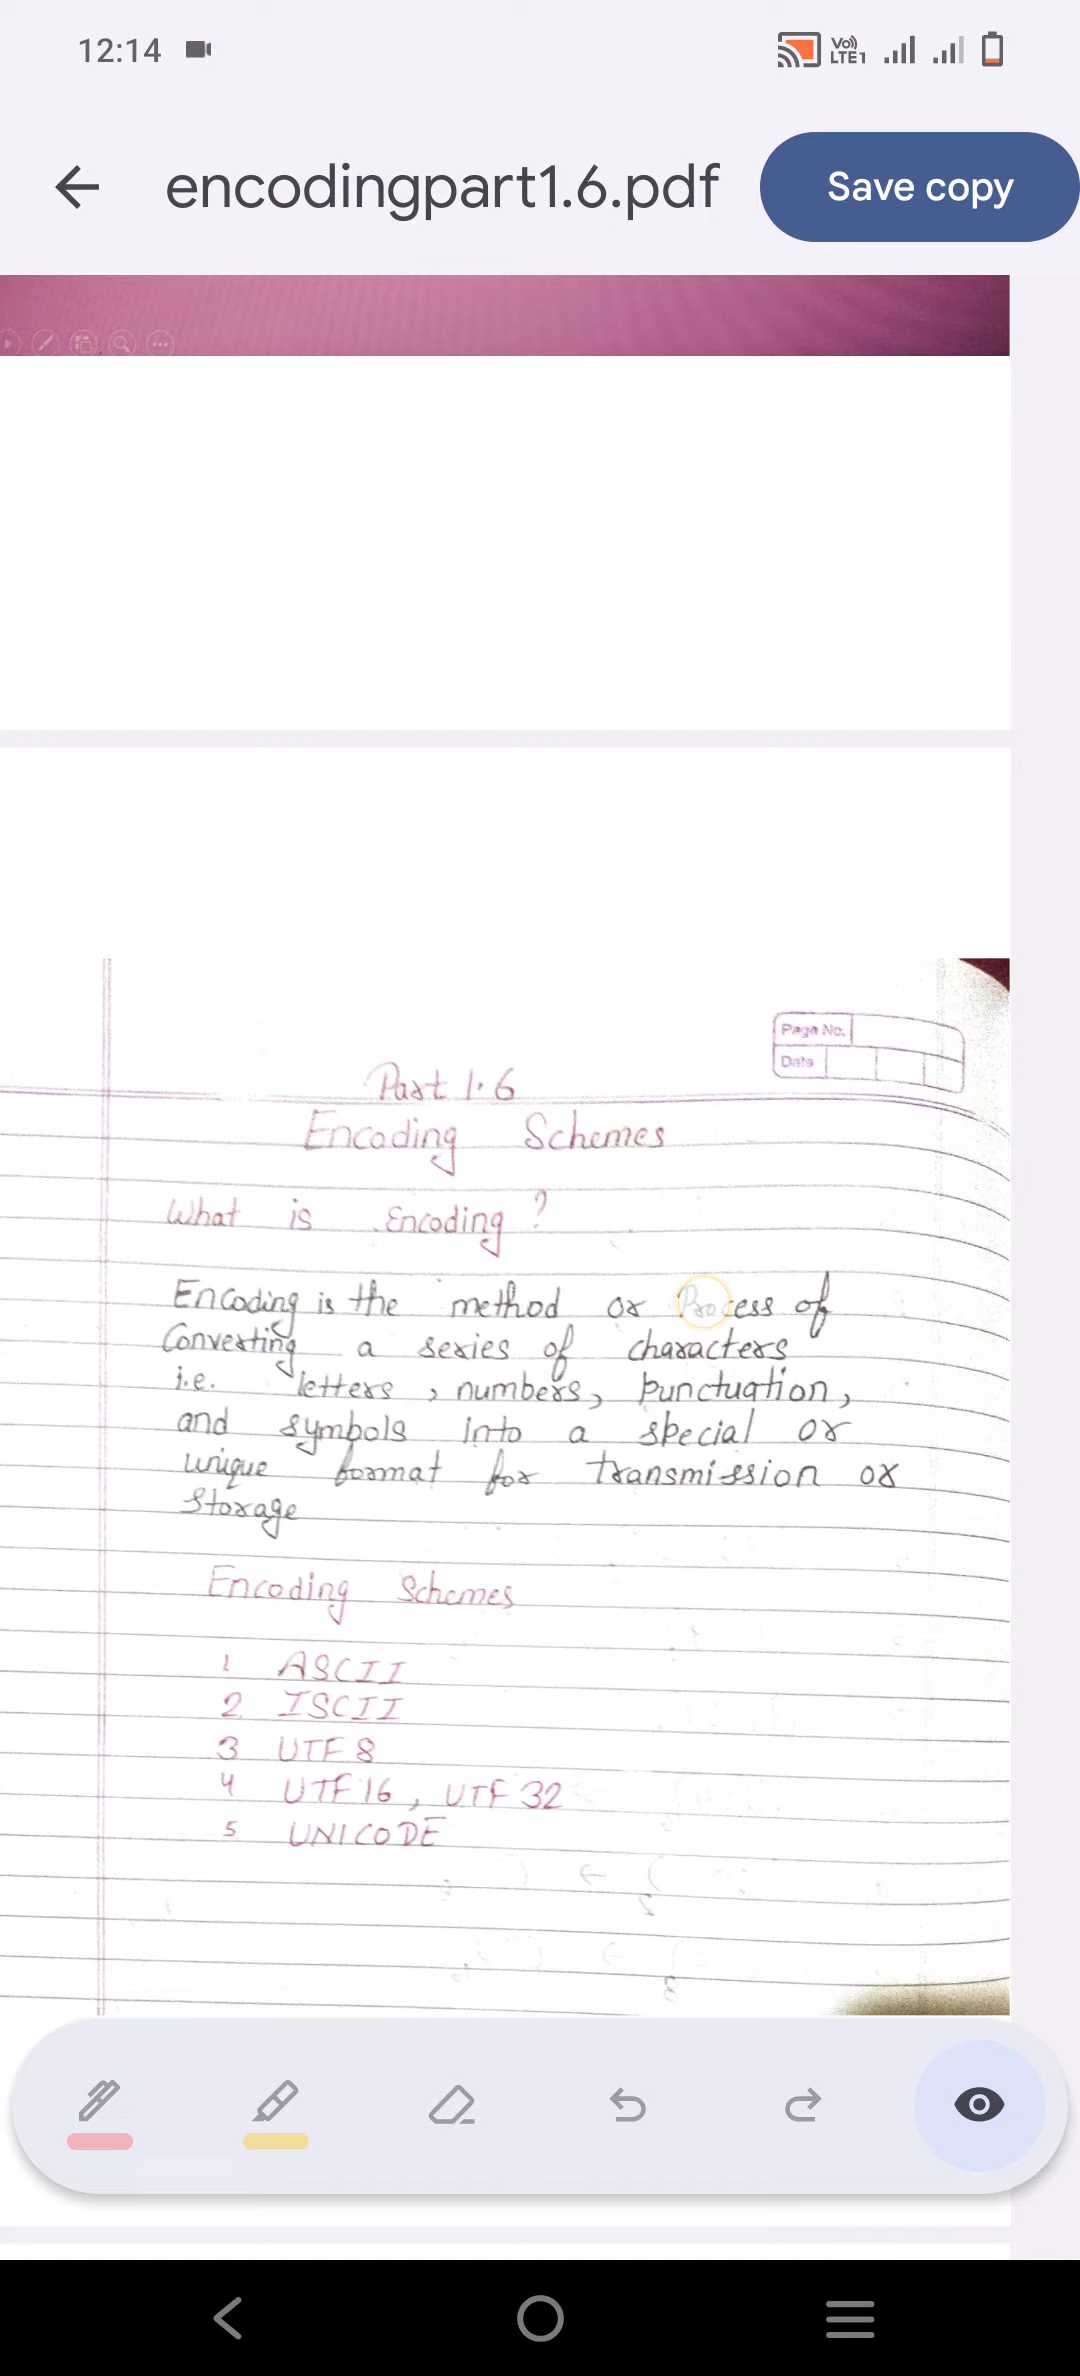 12:14
Vo)) LTE1
encodingpart1.6.pdf
Save copy
Page No.
Date
Part 1.6
Encoding Schemes
What is Encoding ?
Encoding is the method or Process of
Converting a series of characters
i.e. letters, numbers, punctuation,
and symbols into a special or
unique format for transmission or
Storage
Encoding Schemes
1 ASCII
2 ISCII
3 UTF 8
4 UTF 16, UTF 32
5 UNICODE